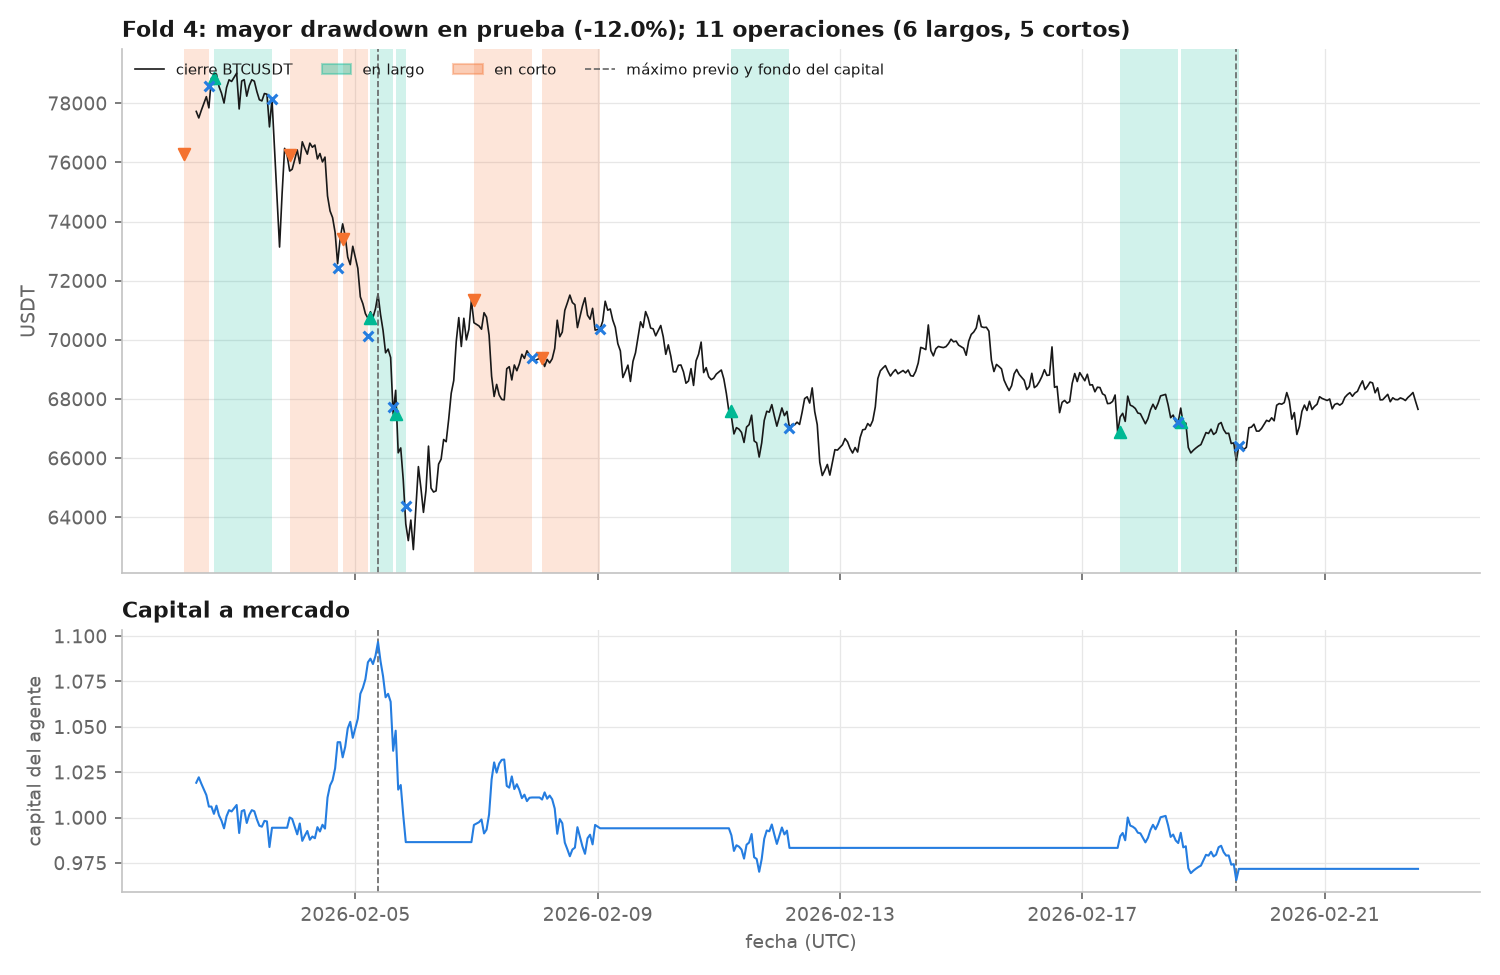 Fold 4: mayor drawdown en prueba (-12.0%); 11 operaciones (6 largos, 5 cortos)
cierre BTCUSDT
en largo
en corto
máximo previo y fondo del capital
78000
76000
74000
72000
70000
68000
66000
64000
USDT
Capital a mercado
1.100
1.075
1.050
1.025
1.000
0.975
capital del agente
2026-02-05
2026-02-09
2026-02-13
2026-02-17
2026-02-21
fecha (UTC)